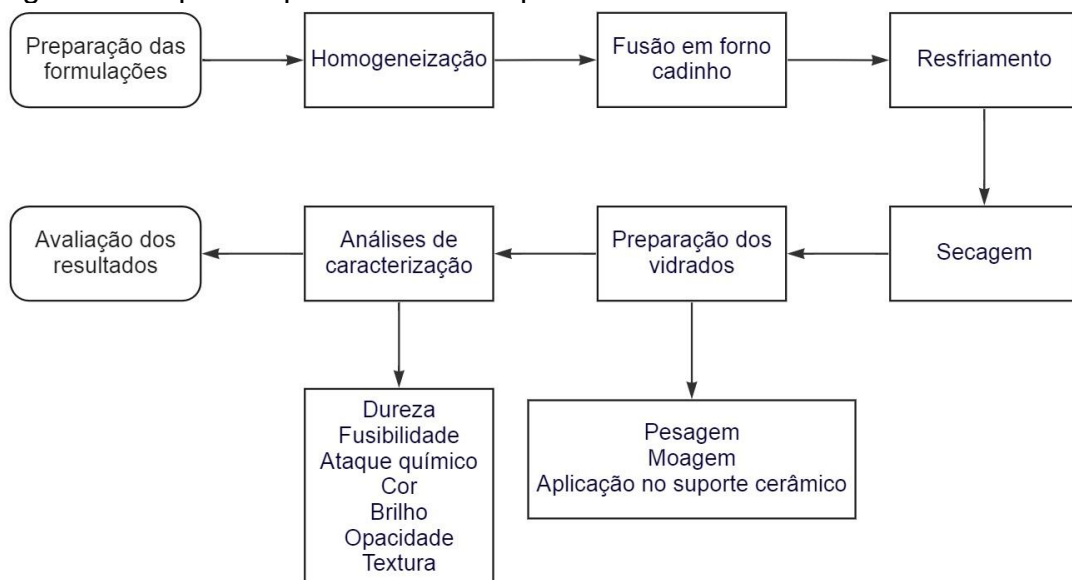 Preparação das
formulações
Homogeneização
Fusão em forno
cadinho
Resfriamento
Avaliação dos
resultados
Análises de
caracterização
Preparação dos
vidrados
Secagem
Dureza
Fusibilidade
Ataque químico
Cor
Brilho
Opacidade
Textura
Pesagem
Moagem
Aplicação no suporte cerâmico